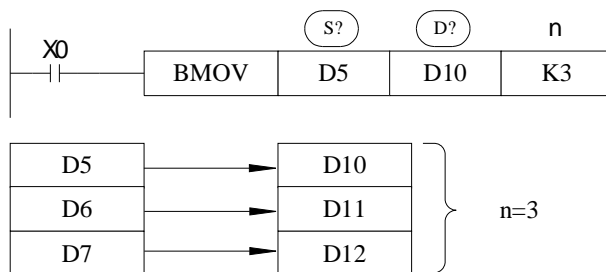 S? D? n
X0
BMOV D5 D10 K3
D5 D10
D6 D11 n=3
D7 D12